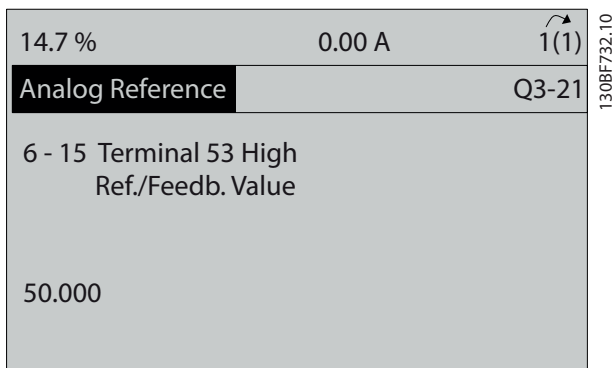 14.7 % 0.00 A 1(1)
Analog Reference Q3-21
6 - 15 Terminal 53 High
Ref./Feedb. Value
50.000
130BF732.10